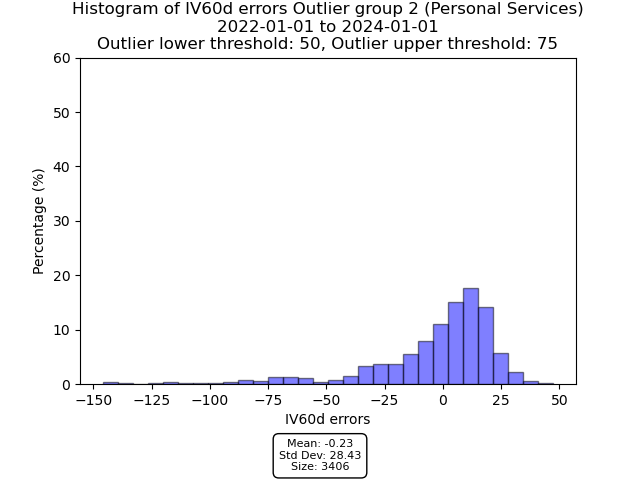 Histogram of IV60d errors Outlier group 2 (Personal Services)
2022-01-01 to 2024-01-01
Outlier lower threshold: 50, Outlier upper threshold: 75
60
50
40
30
20
10
0
Percentage (%)
−150 −125 −100 −75 −50 −25 0 25 50
IV60d errors
Mean: -0.23
Std Dev: 28.43
Size: 3406